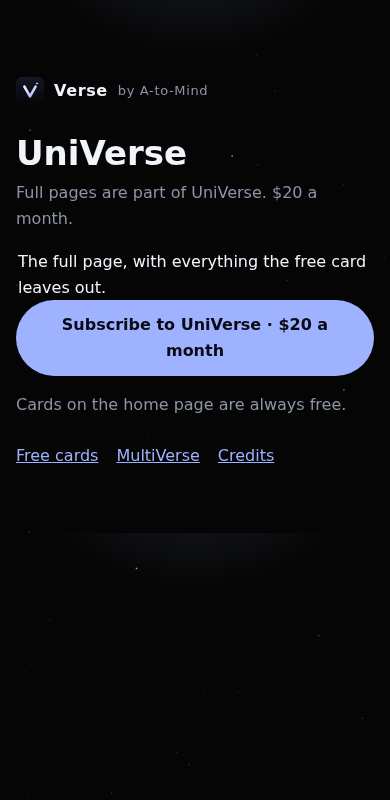 Verse by A-to-Mind
UniVerse
Full pages are part of UniVerse. $20 a
month.
The full page, with everything the free card
leaves out.
Subscribe to UniVerse · $20 a
month
Cards on the home page are always free.
Free cards MultiVerse Credits